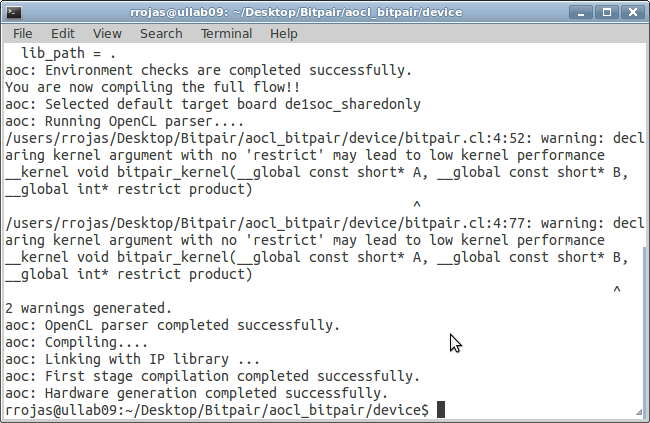 rrojas@ullab09: ~/Desktop/Bitpair/aocl_bitpair/device
File Edit View Search Terminal Help
lib_path = .
aoc: Environment checks are completed successfully.
You are now compiling the full flow!!
aoc: Selected default target board de1soc_sharedonly
aoc: Running OpenCL parser....
/users/rrojas/Desktop/Bitpair/aocl_bitpair/device/bitpair.cl:4:52: warning: decl
aring kernel argument with no 'restrict' may lead to low kernel performance
__kernel void bitpair_kernel(__global const short* A, __global const short* B,
__global int* restrict product)
^
/users/rrojas/Desktop/Bitpair/aocl_bitpair/device/bitpair.cl:4:77: warning: decl
aring kernel argument with no 'restrict' may lead to low kernel performance
__kernel void bitpair_kernel(__global const short* A, __global const short* B,
__global int* restrict product)
^
2 warnings generated.
aoc: OpenCL parser completed successfully.
aoc: Compiling....
aoc: Linking with IP library ...
aoc: First stage compilation completed successfully.
aoc: Hardware generation completed successfully.
rrojas@ullab09:~/Desktop/Bitpair/aocl_bitpair/device$